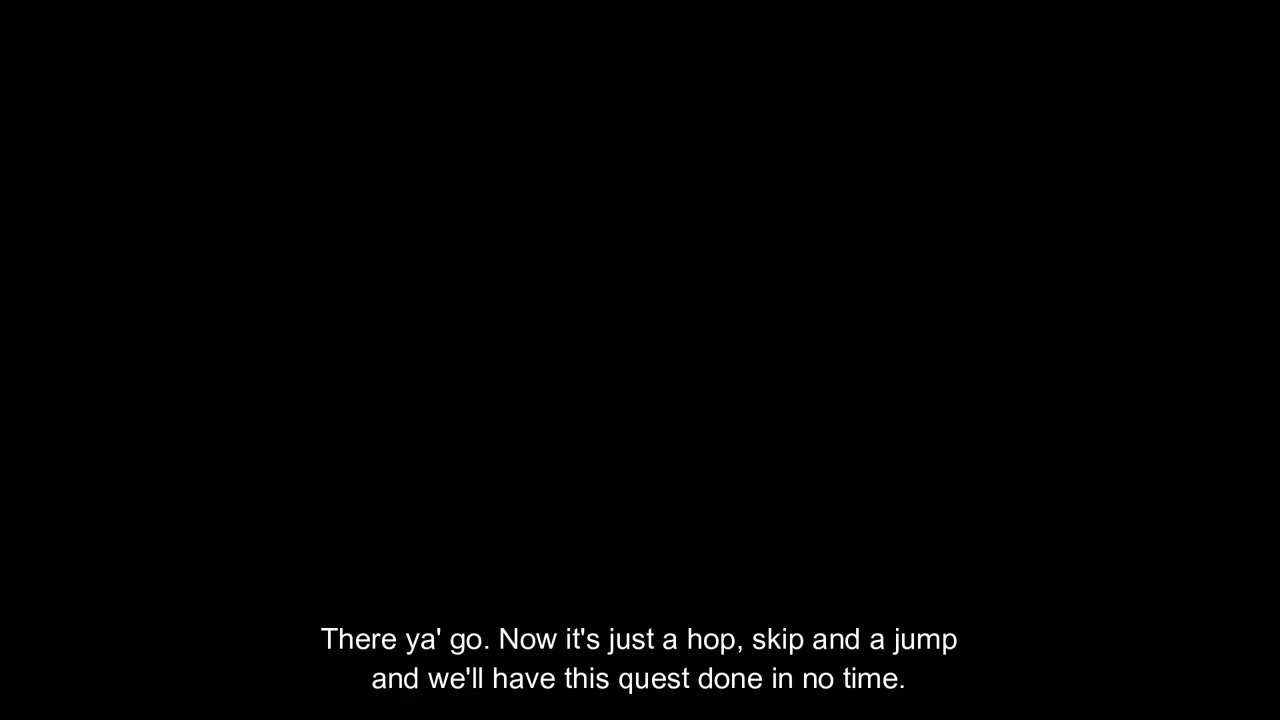 There ya' go. Now it's just a hop, skip and a jump
and we'll have this quest done in no time.